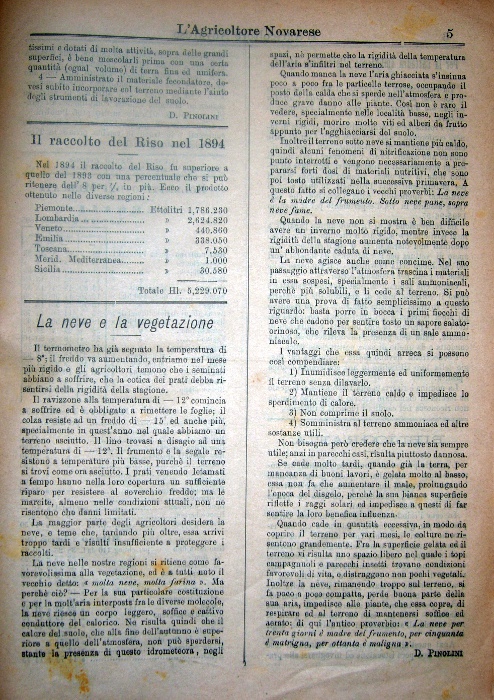 L'Agricoltore Novarese 5
tissimi e dotati di molta attività, sopra delle grandi
superfici, è bene mescolarli prima con una certa
quantità (egual volume) di terra fina ed umifera.
4 — Amministrato il materiale fecondatore, de-
vesi subito incorporare col terreno mediante l'aiuto
degli strumenti di lavorazione del suolo.
D. PINOLINI
Il raccolto del Riso nel 1894
Nel 1894 il raccolto del Riso fu superiore a
quello del 1893 con una percentuale che si può
ritenere dell' 8 per % in più. Ecco il prodotto
ottenuto nelle diverse regioni:
Piemonte Ettolitri 1,786.230
Lombardia » 2,624.820
Veneto » 440.860
Emilia » 338.050
Toscana » 7.530
Merid. Mediterranea » 1.000
Sicilia » 30.580
Totale Hl. 5,229.070
La neve e la vegetazione
Il termometro ha già segnato la temperatura di
— 8°; il freddo va aumentando, entriamo nel mese
più rigido e gli agricoltori temono che i seminati
abbiano a soffrire, che la cotica dei prati debba ri-
sentirsi della rigidità della stagione.
Il ravizzone alla temperatura di — 12° comincia
a soffrire ed è obbligato a rimettere le foglie; il
colza resiste ad un freddo di — 15° ed anche più,
specialmente in quest'anno nel quale abbiamo un
terreno asciutto. Il lino trovasi a disagio ad una
temperatura di — 12°. Il frumento e la segale re-
sistono a temperature più basse, purchè il terreno
si trovi come ora asciutto. I prati venendo letamati
a tempo hanno nella loro copertura un sufficiente
riparo per resistere al soverchio freddo; ma le
marcite, almeno nelle condizioni attuali, non ne
risentono che danni limitati.
La maggior parte degli agricoltori desidera la
neve, e teme che, tardando più oltre, essa arrivi
troppo tardi e risulti insufficiente a proteggere i
raccolti.
La neve nelle nostre regioni si ritiene come fa-
vorevolissima alla vegetazione, ed è a tutti noto il
vecchio detto: « molta neve, molta farina ». Ma
perchè ciò? — Per la sua particolare costituzione
e per la molt'aria interposta fra le diverse molecole,
la neve riesce un corpo leggero, soffice e cattivo
conduttore del calorico. Ne risulta quindi che il
calore del suolo, che alla fine dell'autunno è supe-
riore a quello dell'atmosfera, non può sperdersi,
stante la presenza di questo idrometeora, negli
spazi, nè permette che la rigidità della temperatura
dell'aria s'infiltri nel terreno.
Quando manca la neve l'aria ghiacciata s'insinua
poco a poco fra le particelle terrose, occupando il
posto della calda che si sperde nell'atmosfera e pro-
duce grave danno alle piante. Così non è raro il
vedere, specialmente nelle località basse, negli in-
verni rigidi, morire molto viti ed alberi da frutto
appunto per l'agghiacciarsi del suolo.
Inoltre il terreno sotto neve si mantiene più caldo,
quindi alcuni fenomeni di nitrificazione non sono
punto interrotti e vengono necessariamente a pre-
pararsi forti dosi di materiali nutritivi, che sono
poi tosto utilizzati nella successiva primavera. A
questo fatto si collegano i vecchi proverbi: La neve
è la madre del frumento. Sotto neve pane, sopra
neve fame.
Quando la neve non si mostra è ben difficile
avere un inverno molto rigido, mentre invece la
rigidità della stagione aumenta notevolmente dopo
un' abbondante caduta di neve.
La neve agisce anche come concime. Nel suo
passaggio attraverso l'atmosfera trascina i materiali
in essa sospesi, specialmente i sali ammoniacali,
perchè più solubili, e li cede al terreno. Si può
avere una prova di fatto semplicissimo a questo
riguardo: basta porre in bocca i primi fiocchi di
neve che cadono per sentire tosto un sapore salato-
orinoso, che rileva la presenza di un sale ammo-
niacale.
I vantaggi che essa quindi arreca si possono
così compendiare:
1) Inumidisce leggermente ed uniformemente
il terreno senza dilavarlo.
2) Mantiene il terreno caldo e impedisce lo
sperdimento di calore.
3) Non comprime il suolo.
4) Somministra al terreno ammoniaca ed altre
sostanze utili.
Non bisogna però credere che la neve sia sempre
utile; anzi in parecchi casi, risulta piuttosto dannosa.
Se cade molto tardi, quando già la terra, per
mancanza di buoni lavori, è gelata molto al basso,
essa non fa che aumentare il male, prolungando
l'epoca del disgelo, perchè la sua bianca superficie
riflette i raggi solari ed impedisce a questi di far
sentire la loro benefica influenza.
Quando cade in quantità eccessiva, in modo da
coprire il terreno per vari mesi, le colture ne ri-
sentono grandemente. Fra la superficie gelata ed il
terreno vi risulta uno spazio libero nel quale i topi
campagnuoli e parecchi insetti trovano condizioni
favorevoli di vita, e distruggano non pochi vegetali.
Inoltre la neve, rimanendo troppo sul terreno, si
fa poco a poco compatta, perde buona parte della
sua aria, impedisce alle piante, che essa copre, di
respirare ed al terreno di mantenersi soffice ed
aerato; di qui l'antico proverbio: « La neve per
trenta giorni è madre del frumento, per cinquanta
è matrigna, per ottanta è maligna ».
D. PINOLINI